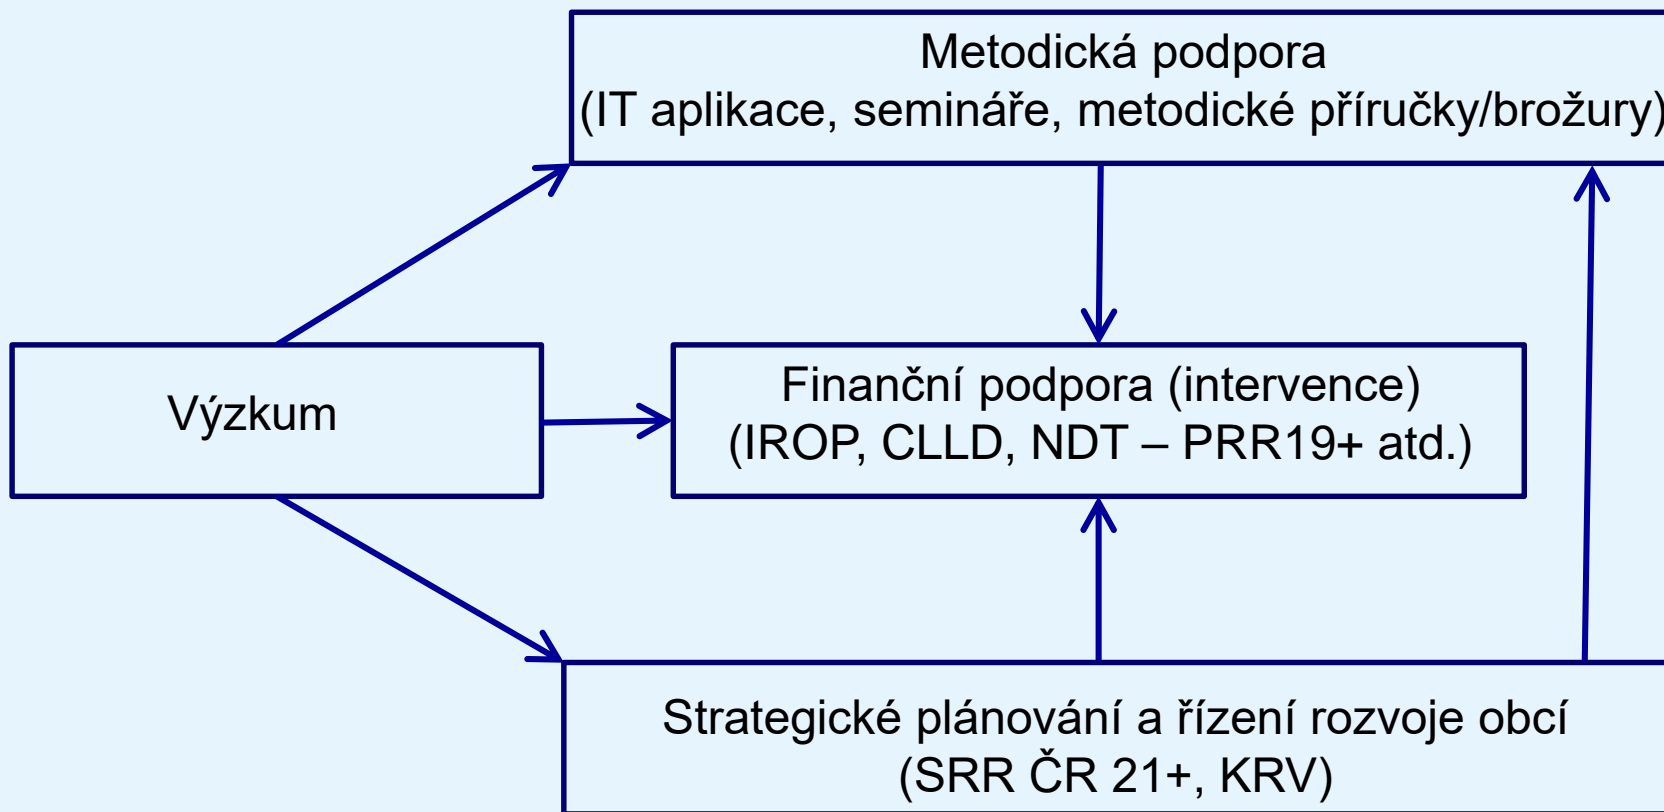 Metodická podpora
(IT aplikace, semináře, metodické příručky/brožury)
Výzkum
Finanční podpora (intervence)
(IROP, CLLD, NDT – PRR19+ atd.)
Strategické plánování a řízení rozvoje obcí
(SRR ČR 21+, KRV)